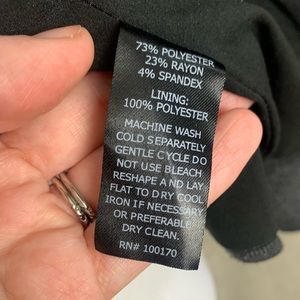 73% POLYESTER
23% RAYON
4% SPANDEX
LINING:
100% POLYESTER
MACHINE WASH
COLD SEPARATELY
GENTLE CYCLE DO
NOT USE BLEACH
RESHAPE AND LAY
FLAT TO DRY COOL
IRON IF NECESSARY
OR PREFERABLE
DRY CLEAN.
RN# 100170